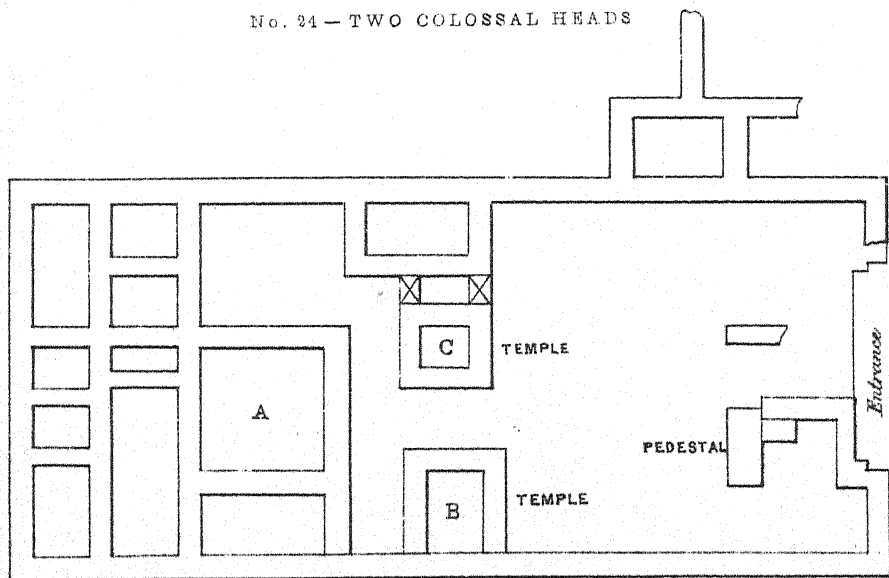 No. 24 — TWO COLOSSAL HEADS
C
TEMPLE
Entrance
A
PEDESTAL
B
TEMPLE